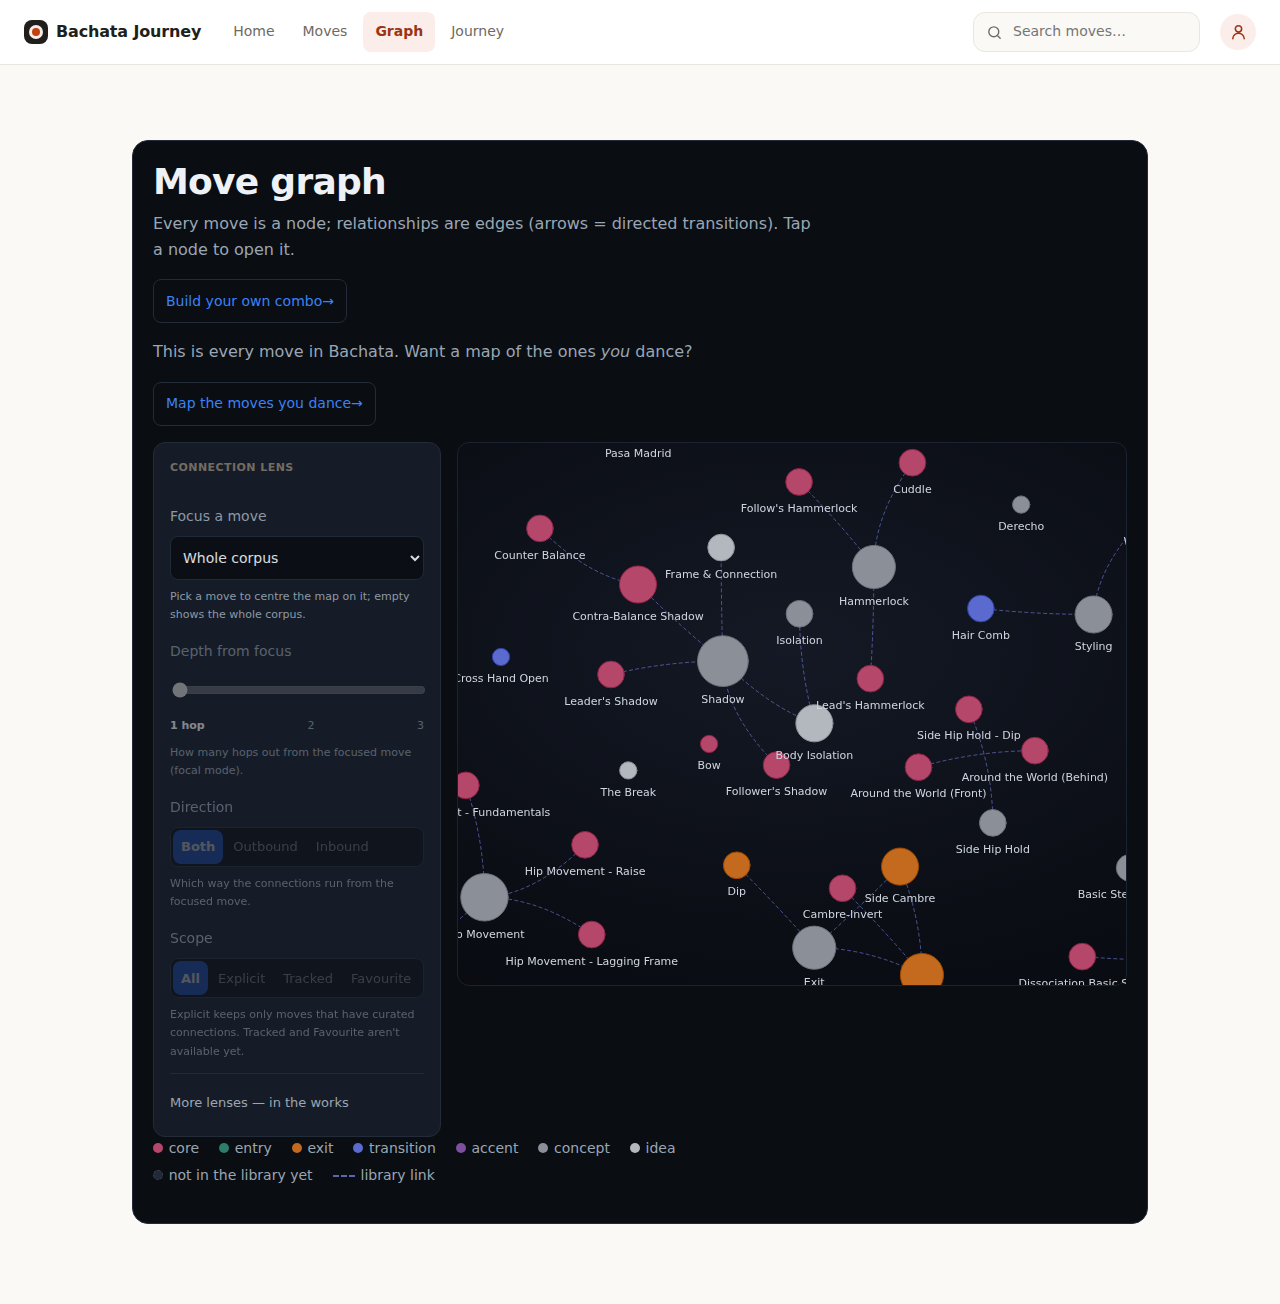 Bachata Journey
Home
Moves
Graph
Journey
Search moves...
Move graph
Every move is a node; relationships are edges (arrows = directed transitions). Tap
a node to open it.
Build your own combo→
This is every move in Bachata. Want a map of the ones you dance?
Map the moves you dance→
CONNECTION LENS
Focus a move
Whole corpus
Pick a move to centre the map on it; empty
shows the whole corpus.
Depth from focus
1 hop
2
3
How many hops out from the focused move
(focal mode).
Direction
Both
Outbound
Inbound
Which way the connections run from the
focused move.
Scope
All
Explicit
Tracked
Favourite
Explicit keeps only moves that have curated
connections. Tracked and Favourite aren't
available yet.
More lenses — in the works
Pasa Madrid
Cuddle
Follow's Hammerlock
Derecho
Counter Balance
Frame & Connection
Hammerlock
Contra-Balance Shadow
Isolation
Hair Comb
Styling
Cross Hand Open
Leader's Shadow
Shadow
Lead's Hammerlock
Side Hip Hold - Dip
Body Isolation
Bow
Around the World (Behind)
The Break
Follower's Shadow
Around the World (Front)
t - Fundamentals
Side Hip Hold
Hip Movement - Raise
Dip
Side Cambre
Basic Ste
Cambre-Invert
o Movement
Hip Movement - Lagging Frame
Exit
Dissociation Basic S
core
entry
exit
transition
accent
concept
idea
not in the library yet
library link